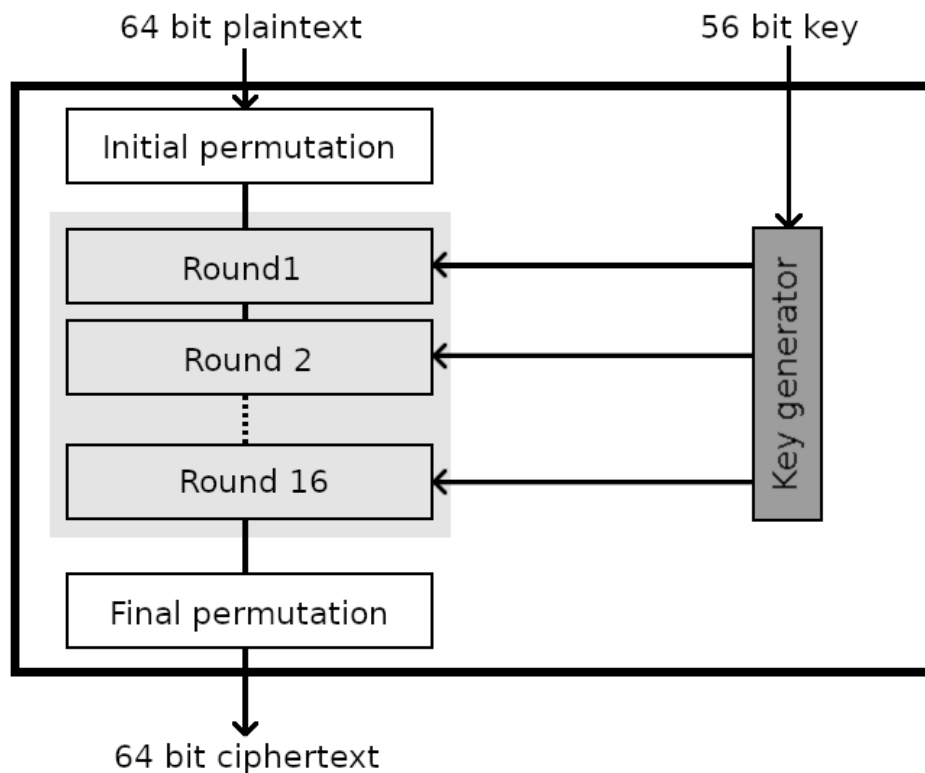 64 bit plaintext
56 bit key
Initial permutation
Round1
Round 2
Round 16
Key generator
Final permutation
64 bit ciphertext